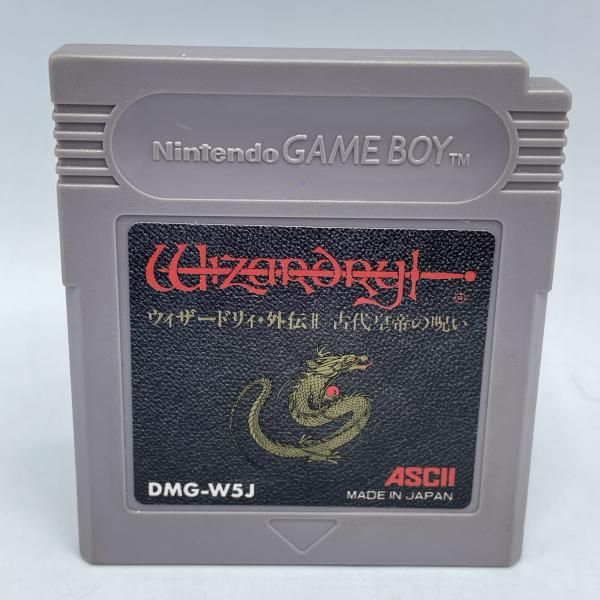 Nintendo GAME BOY TM
Wizardry
ウィザードリィ・外伝II 古代皇帝の呪い
DMG-W5J
ASCII
MADE IN JAPAN